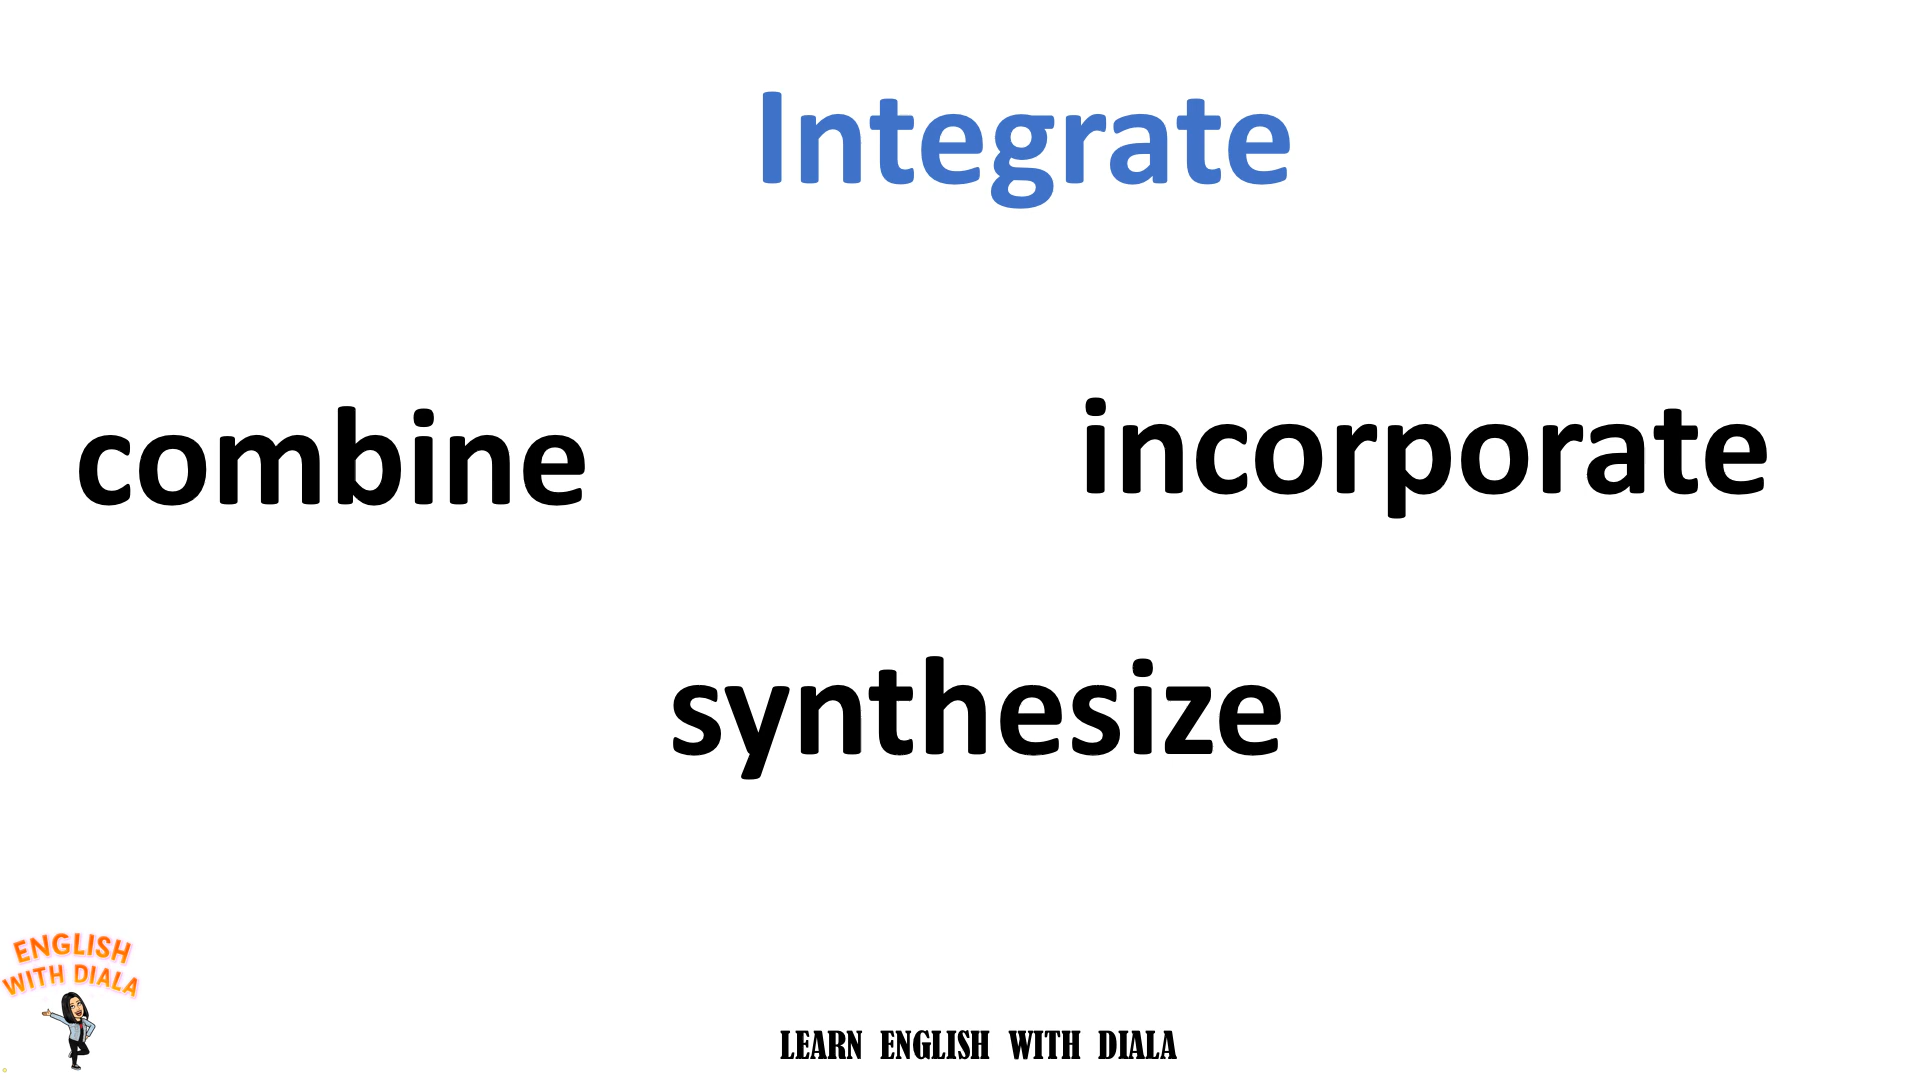 Integrate
combine
incorporate
synthesize
ENGLISH
WITH DIALA
LEARN ENGLISH WITH DIALA